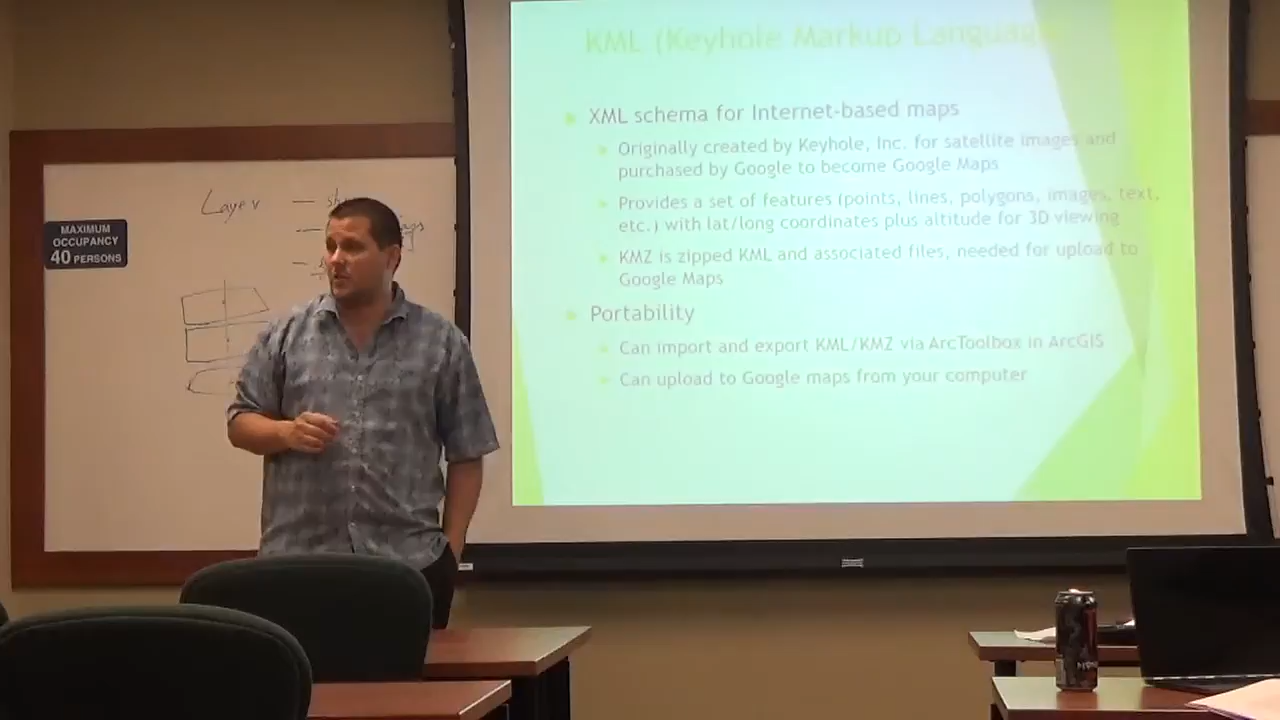 KML (Keyhole Markup Language
XML schema for Internet-based maps
Originally created by Keyhole, Inc. for satellite images and
purchased by Google to become Google Maps
Provides a set of features (points, lines, polygons, images, text,
etc.) with lat/long coordinates plus altitude for 3D viewing
KMZ is zipped KML and associated files, needed for upload to
Google Maps
Portability
Can import and export KML/KMZ via ArcToolbox in ArcGIS
Can upload to Google maps from your computer
Layer
MAXIMUM
OCCUPANCY
40 PERSONS